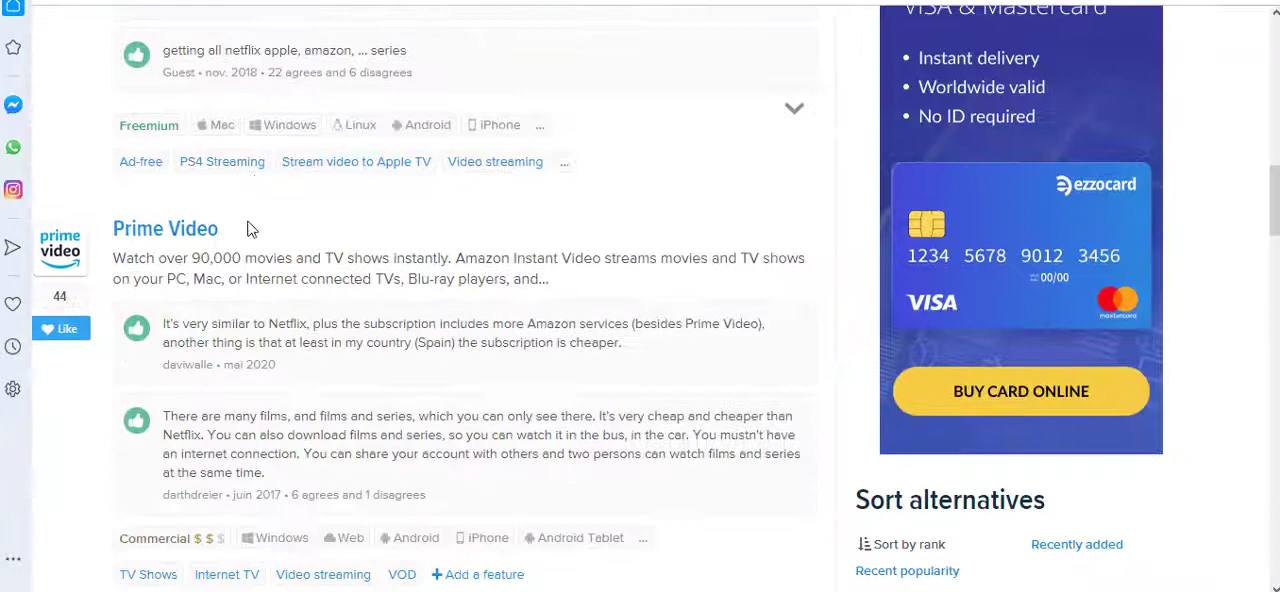 getting all netflix apple, amazon, ... series
Guest • nov. 2018 • 22 agrees and 6 disagrees
Freemium Mac Windows Linux Android iPhone ...
Ad-free PS4 Streaming Stream video to Apple TV Video streaming ...
prime video
44
Like
Prime Video
Watch over 90,000 movies and TV shows instantly. Amazon Instant Video streams movies and TV shows
on your PC, Mac, or Internet connected TVs, Blu-ray players, and...
It's very similar to Netflix, plus the subscription includes more Amazon services (besides Prime Video),
another thing is that at least in my country (Spain) the subscription is cheaper.
daviwalle • mai 2020
There are many films, and films and series, which you can only see there. It's very cheap and cheaper than
Netflix. You can also download films and series, so you can watch it in the bus, in the car. You mustn't have
an internet connection. You can share your account with others and two persons can watch films and series
at the same time.
darthdreier • juin 2017 • 6 agrees and 1 disagrees
Commercial $ $ $ Windows Web Android iPhone Android Tablet ...
TV Shows Internet TV Video streaming VOD + Add a feature
VISA & Mastercard
• Instant delivery
• Worldwide valid
• No ID required
ezzocard
1234 5678 9012 3456
00/00
VISA
mastercard
BUY CARD ONLINE
Sort alternatives
Sort by rank Recently added
Recent popularity